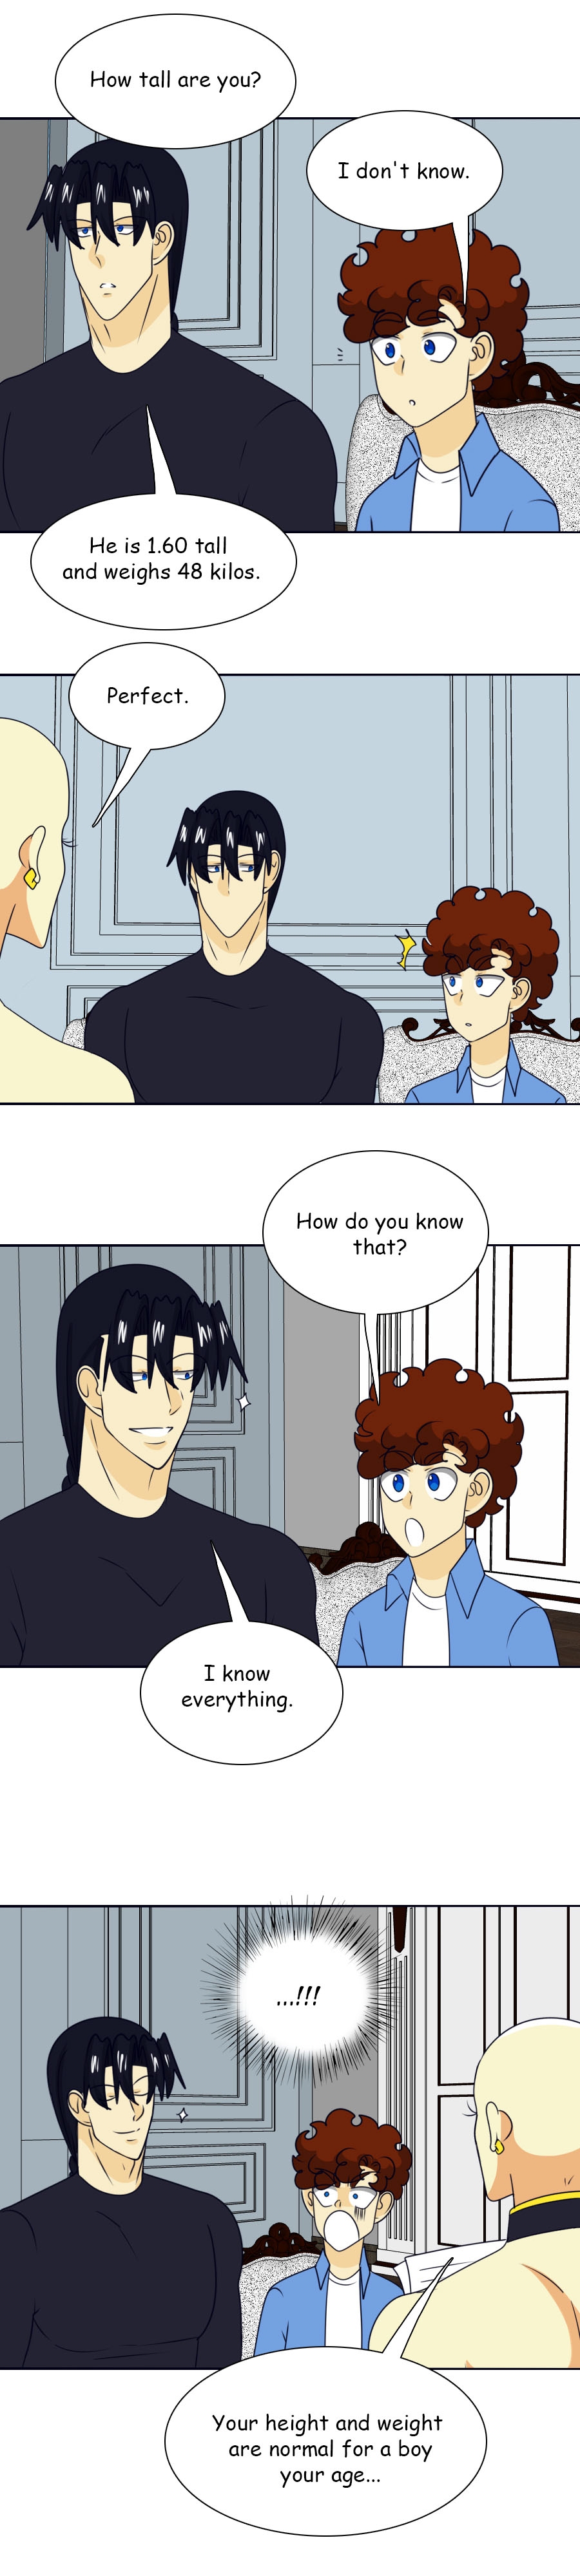 How tall are you?
I don't know.
He is 1.60 tall
and weighs 48 kilos.
Perfect.
How do you know
that?
I know
everything.
...!!!
Your height and weight
are normal for a boy
your age...